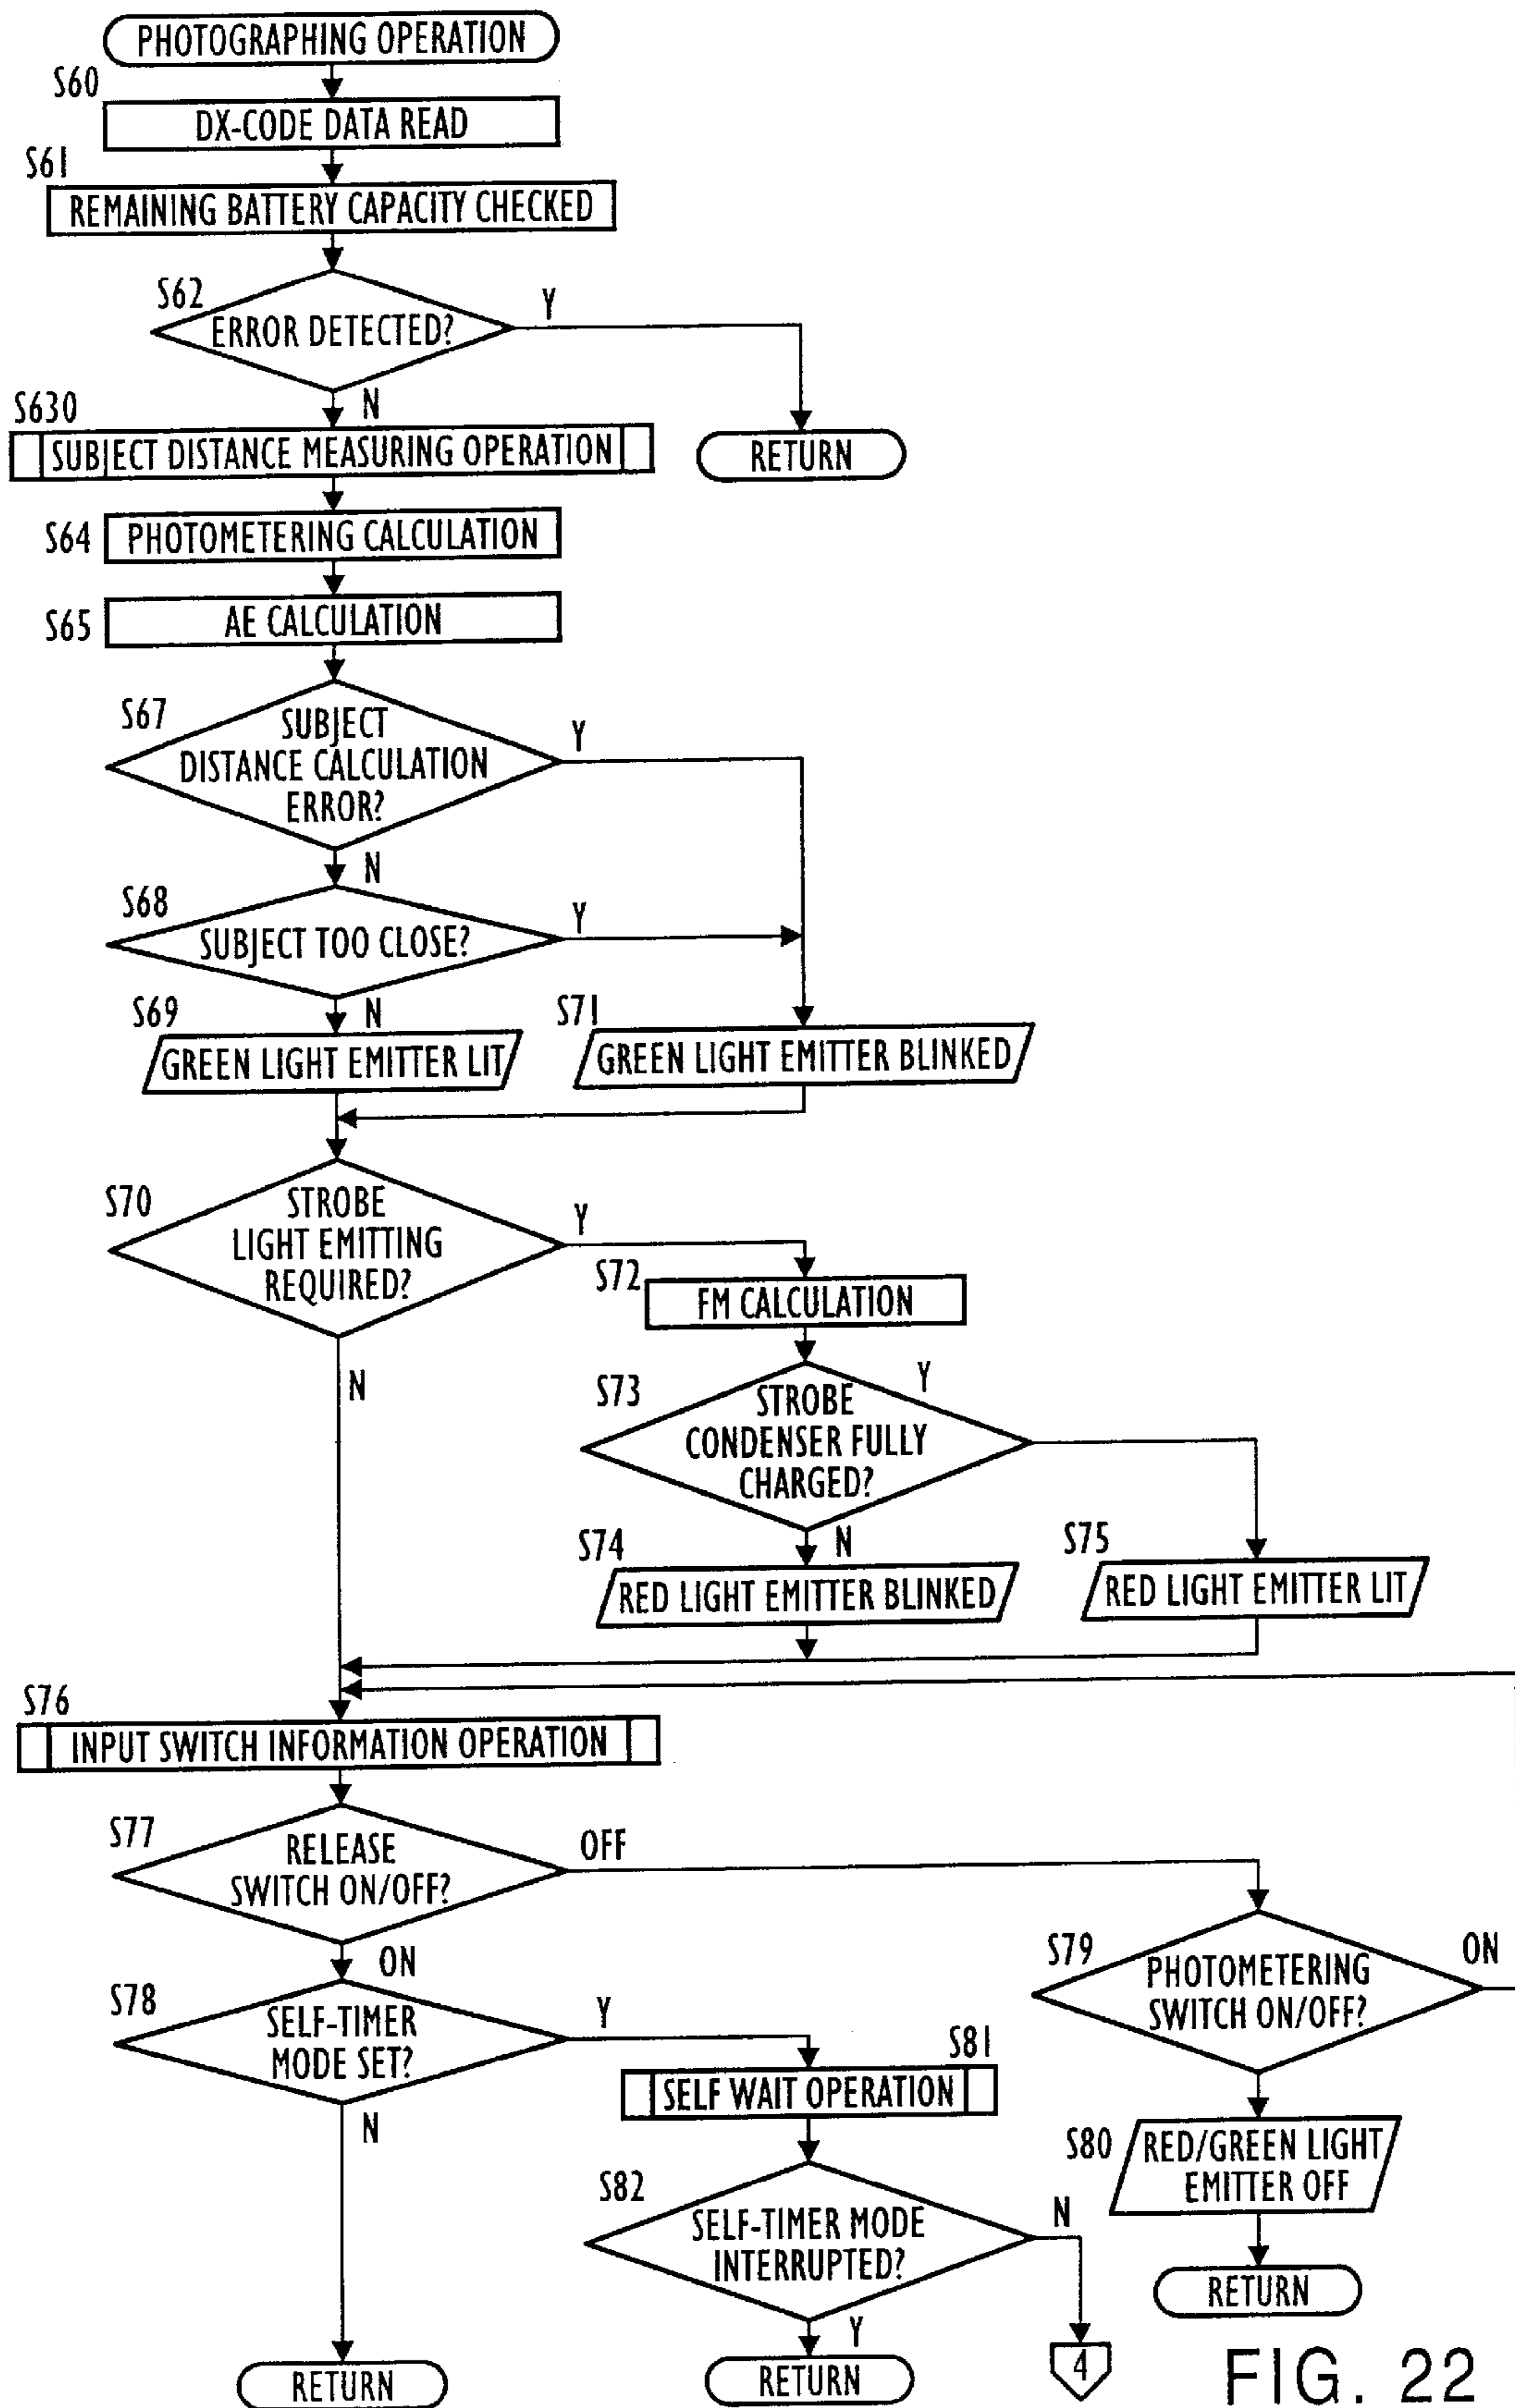 PHOTOGRAPHING OPERATION
S60
DX-CODE DATA READ
S61
REMAINING BATTERY CAPACITY CHECKED
S62
ERROR DETECTED?
Y
N
S630
SUBJECT DISTANCE MEASURING OPERATION
RETURN
S64
PHOTOMETERING CALCULATION
S65
AE CALCULATION
S67
SUBJECT
DISTANCE CALCULATION
ERROR?
Y
N
S68
SUBJECT TOO CLOSE?
Y
N
S69
GREEN LIGHT EMITTER LIT
S71
GREEN LIGHT EMITTER BLINKED
S70
STROBE
LIGHT EMITTING
REQUIRED?
Y
N
S72
FM CALCULATION
S73
STROBE
CONDENSER FULLY
CHARGED?
Y
N
S74
RED LIGHT EMITTER BLINKED
S75
RED LIGHT EMITTER LIT
S76
INPUT SWITCH INFORMATION OPERATION
S77
RELEASE
SWITCH ON/OFF?
OFF
ON
S78
SELF-TIMER
MODE SET?
Y
N
S79
PHOTOMETERING
SWITCH ON/OFF?
ON
S81
SELF WAIT OPERATION
S80
RED/GREEN LIGHT
EMITTER OFF
S82
SELF-TIMER MODE
INTERRUPTED?
N
Y
RETURN
RETURN
RETURN
4
FIG. 22